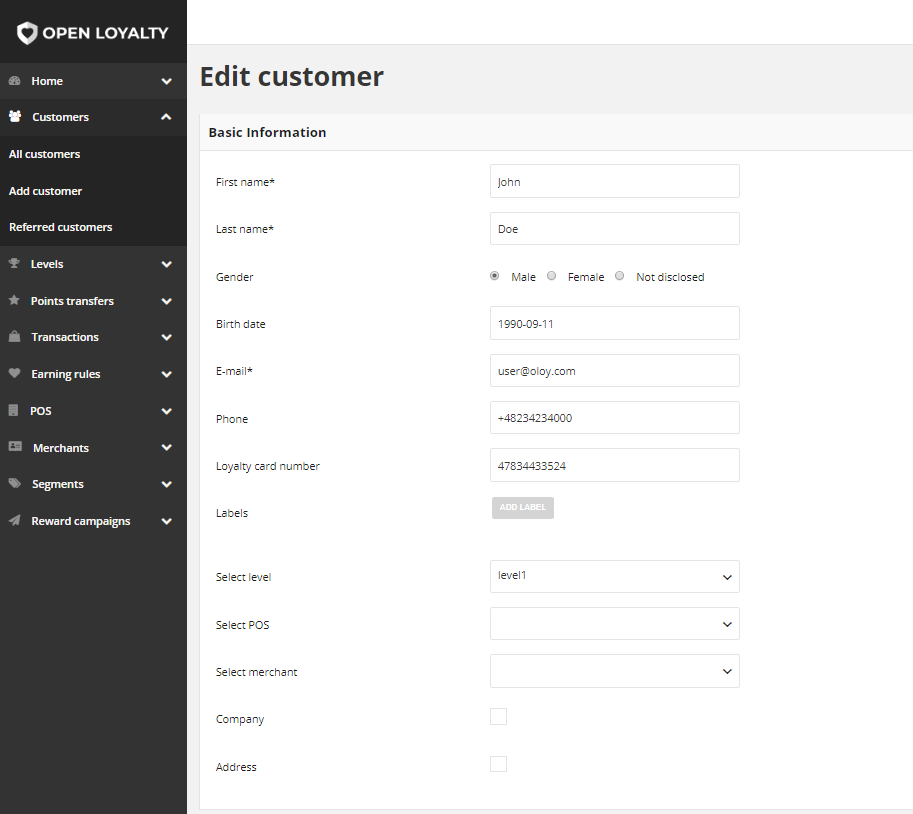 OPEN LOYALTY
Home
Customers
All customers
Add customer
Referred customers
Levels
Points transfers
Transactions
Earning rules
POS
Merchants
Segments
Reward campaigns
Edit customer
Basic Information
First name* John
Last name* Doe
Gender Male Female Not disclosed
Birth date 1990-09-11
E-mail* user@oloy.com
Phone +48234234000
Loyalty card number 47834433524
Labels ADD LABEL
Select level level1
Select POS
Select merchant
Company
Address